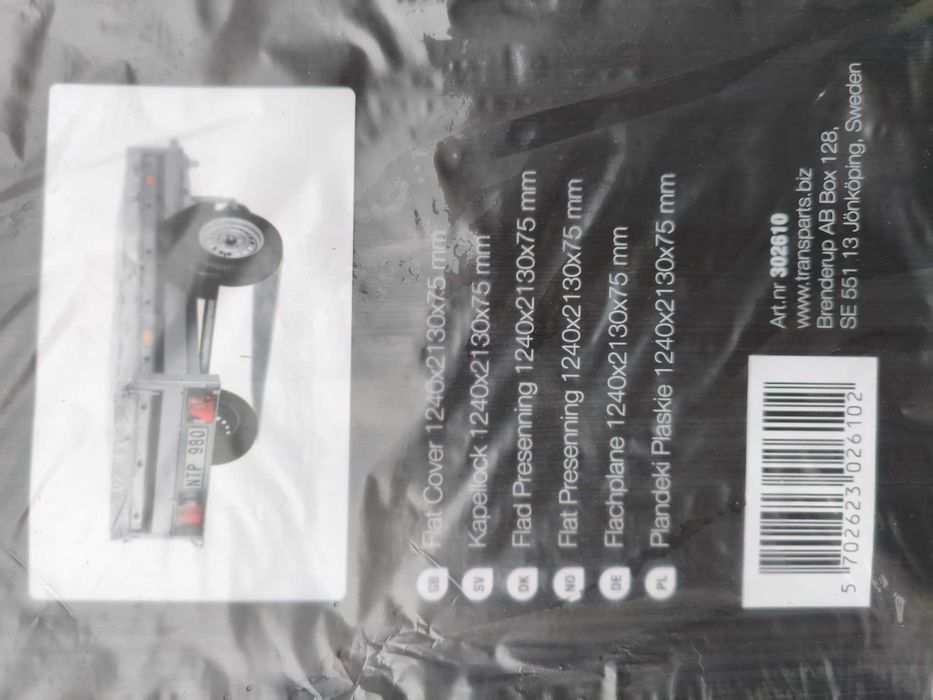 NTP 980
GB Flat Cover 1240x2130x75 mm
SV Kapellock 1240x2130x75 mm
DK Flad Presenning 1240x2130x75 mm
NO Flat Presenning 1240x2130x75 mm
DE Flachplane 1240x2130x75 mm
PL Plandeki Plaskie 1240x2130x75 mm
Art.nr 302610
www.transparts.biz
Brenderup AB Box 128,
SE 551 13 Jönköping, Sweden
5 702623 026102